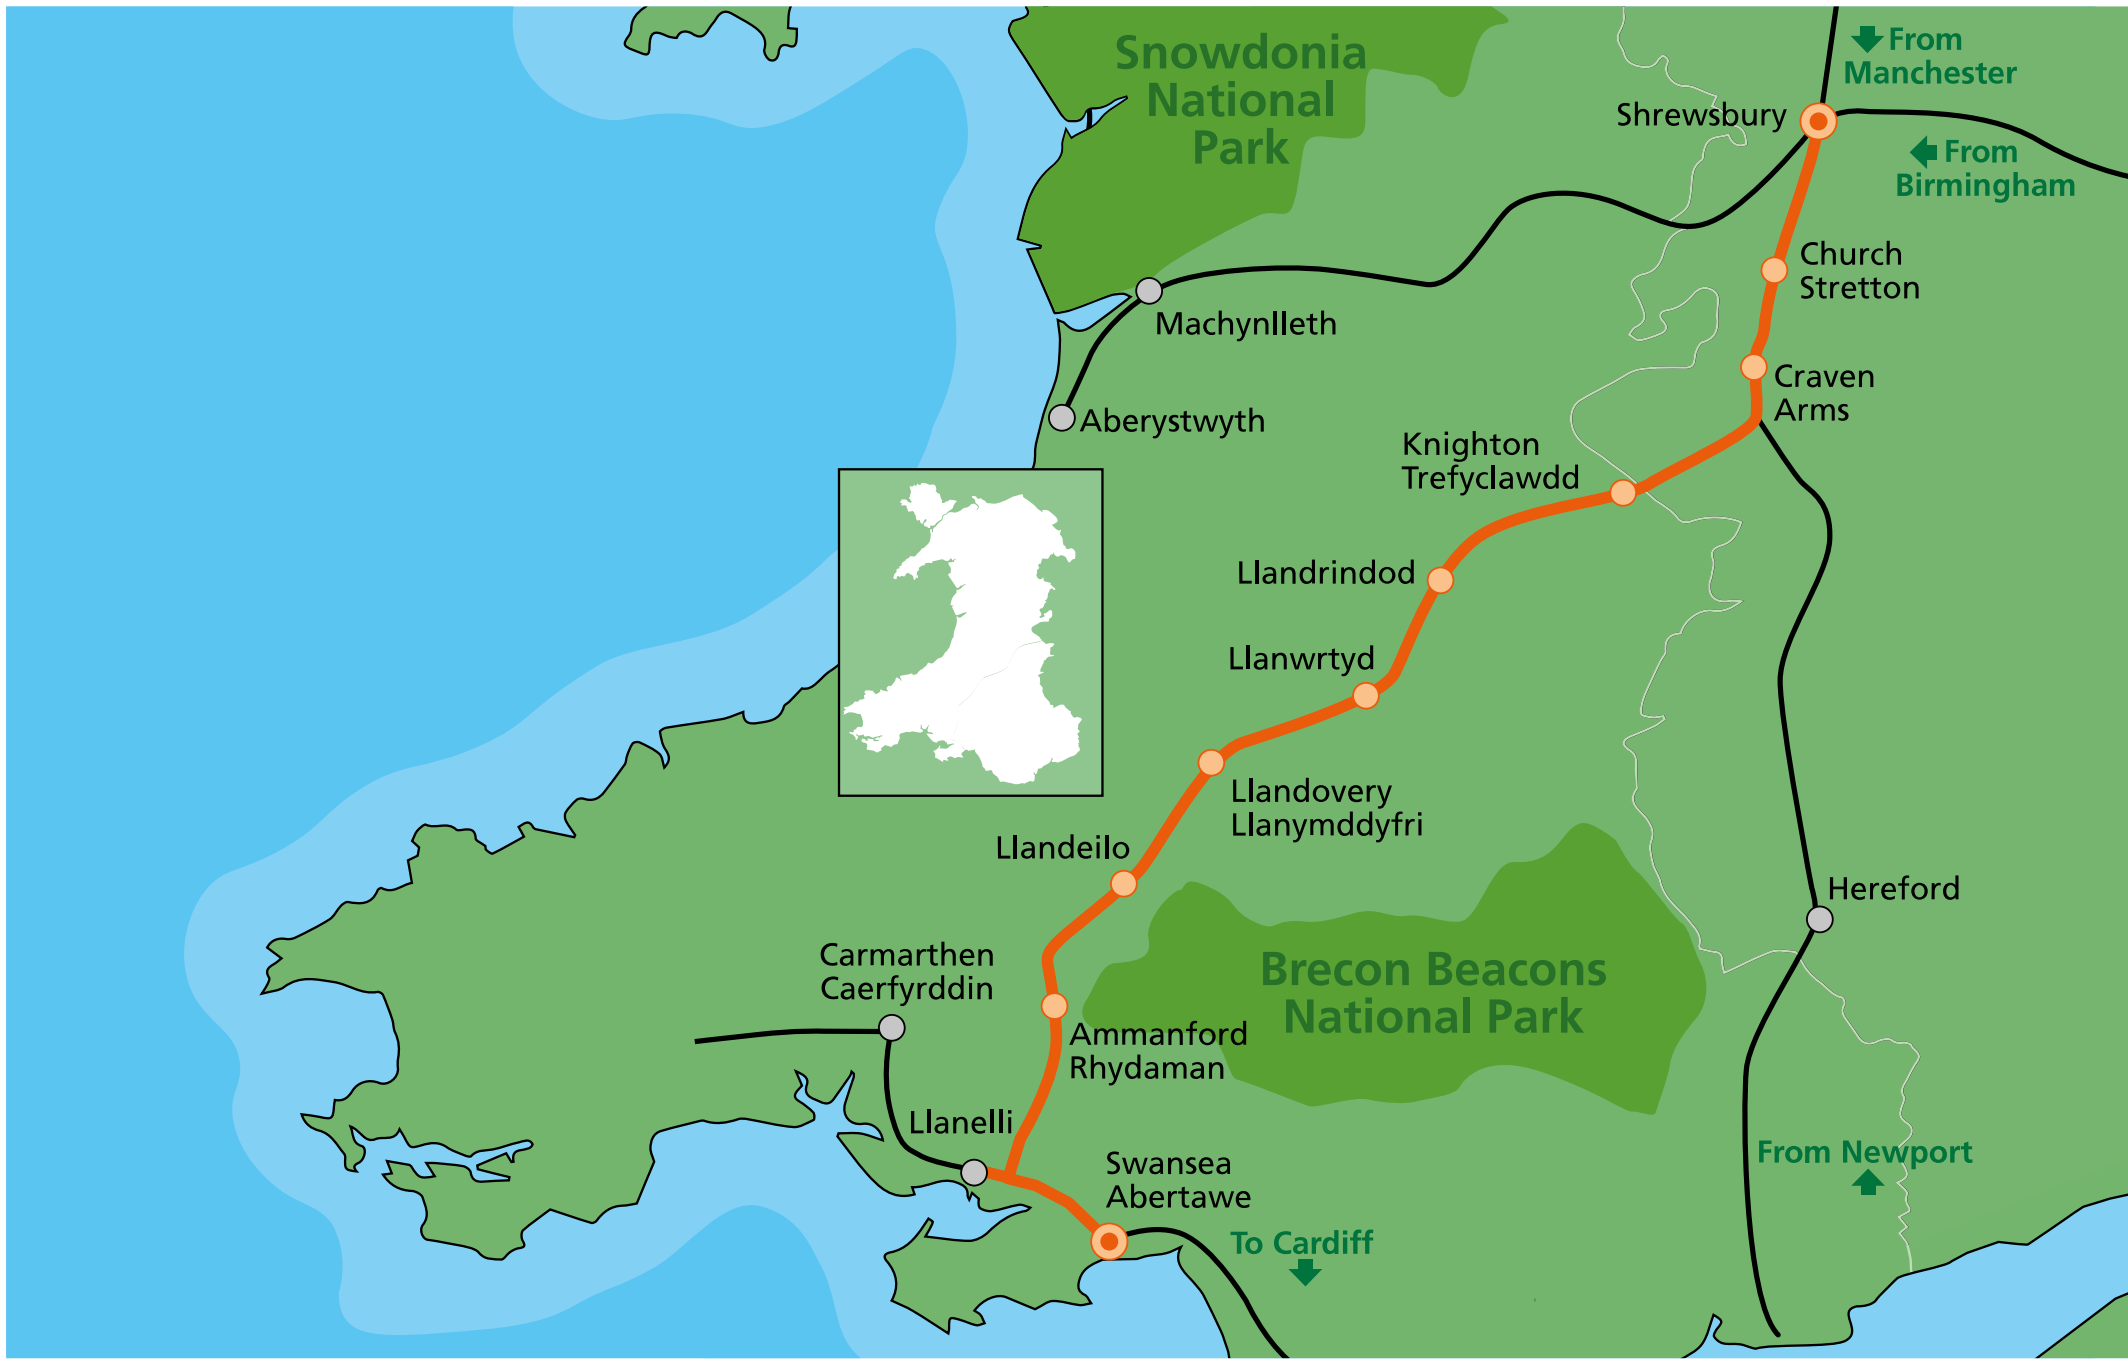 Snowdonia
National
Park
From
Manchester
Shrewsbury
From
Birmingham
Church
Stretton
Machynlleth
Craven
Arms
Aberystwyth
Knighton
Trefyclawdd
Llandrindod
Llanwrtyd
Llandovery
Llanymddyfri
Llandeilo
Hereford
Carmarthen
Caerfyrddin
Brecon Beacons
National Park
Ammanford
Rhydaman
Llanelli
From Newport
Swansea
Abertawe
To Cardiff